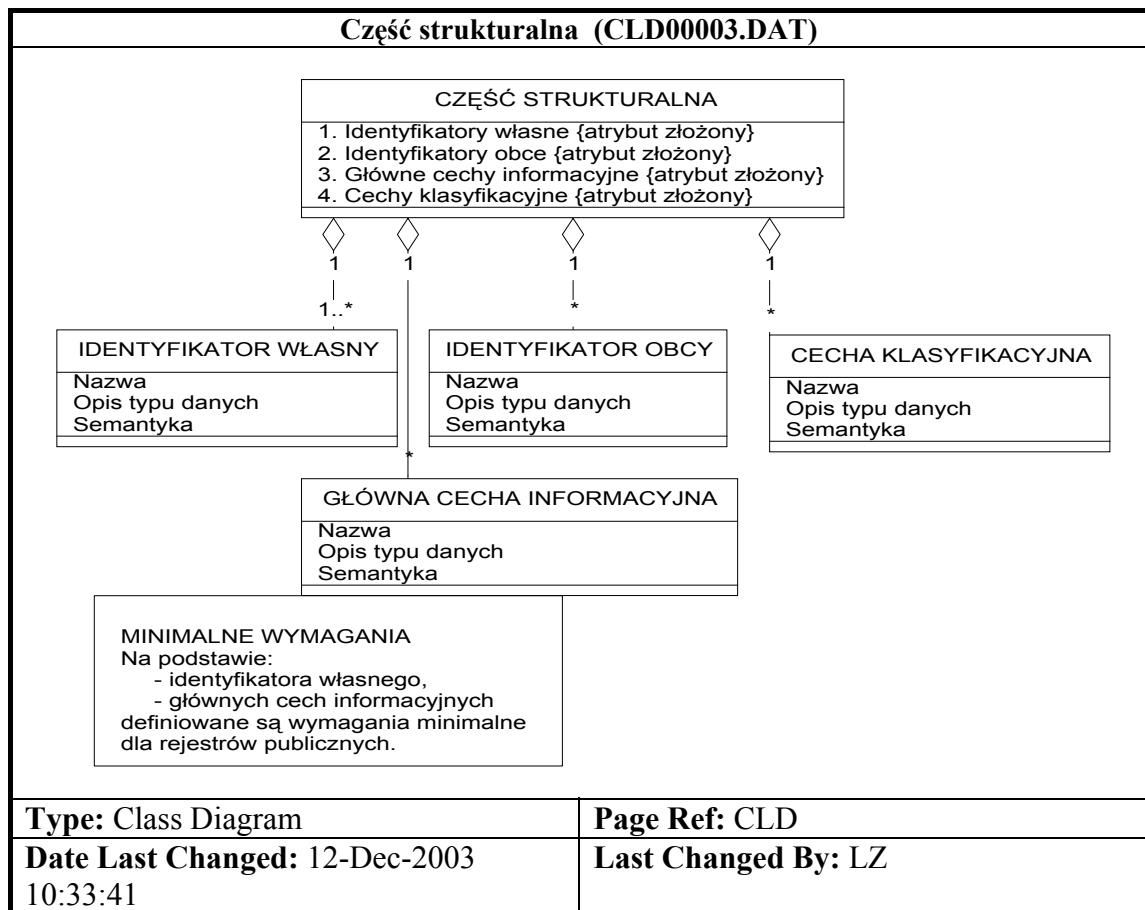 Część strukturalna (CLD00003.DAT)
CZĘŚĆ STRUKTURALNA
1. Identyfikatory własne {atrybut złożony}
2. Identyfikatory obce {atrybut złożony}
3. Główne cechy informacyjne {atrybut złożony}
4. Cechy klasyfikacyjne {atrybut złożony}
1 1 1 1
1..* * *
IDENTYFIKATOR WŁASNY
Nazwa
Opis typu danych
Semantyka
IDENTYFIKATOR OBCY
Nazwa
Opis typu danych
Semantyka
CECHA KLASYFIKACYJNA
Nazwa
Opis typu danych
Semantyka
*
GŁÓWNA CECHA INFORMACYJNA
Nazwa
Opis typu danych
Semantyka
MINIMALNE WYMAGANIA
Na podstawie:
- identyfikatora własnego,
- głównych cech informacyjnych
definiowane są wymagania minimalne
dla rejestrów publicznych.
Type: Class Diagram
Page Ref: CLD
Date Last Changed: 12-Dec-2003
10:33:41
Last Changed By: LZ